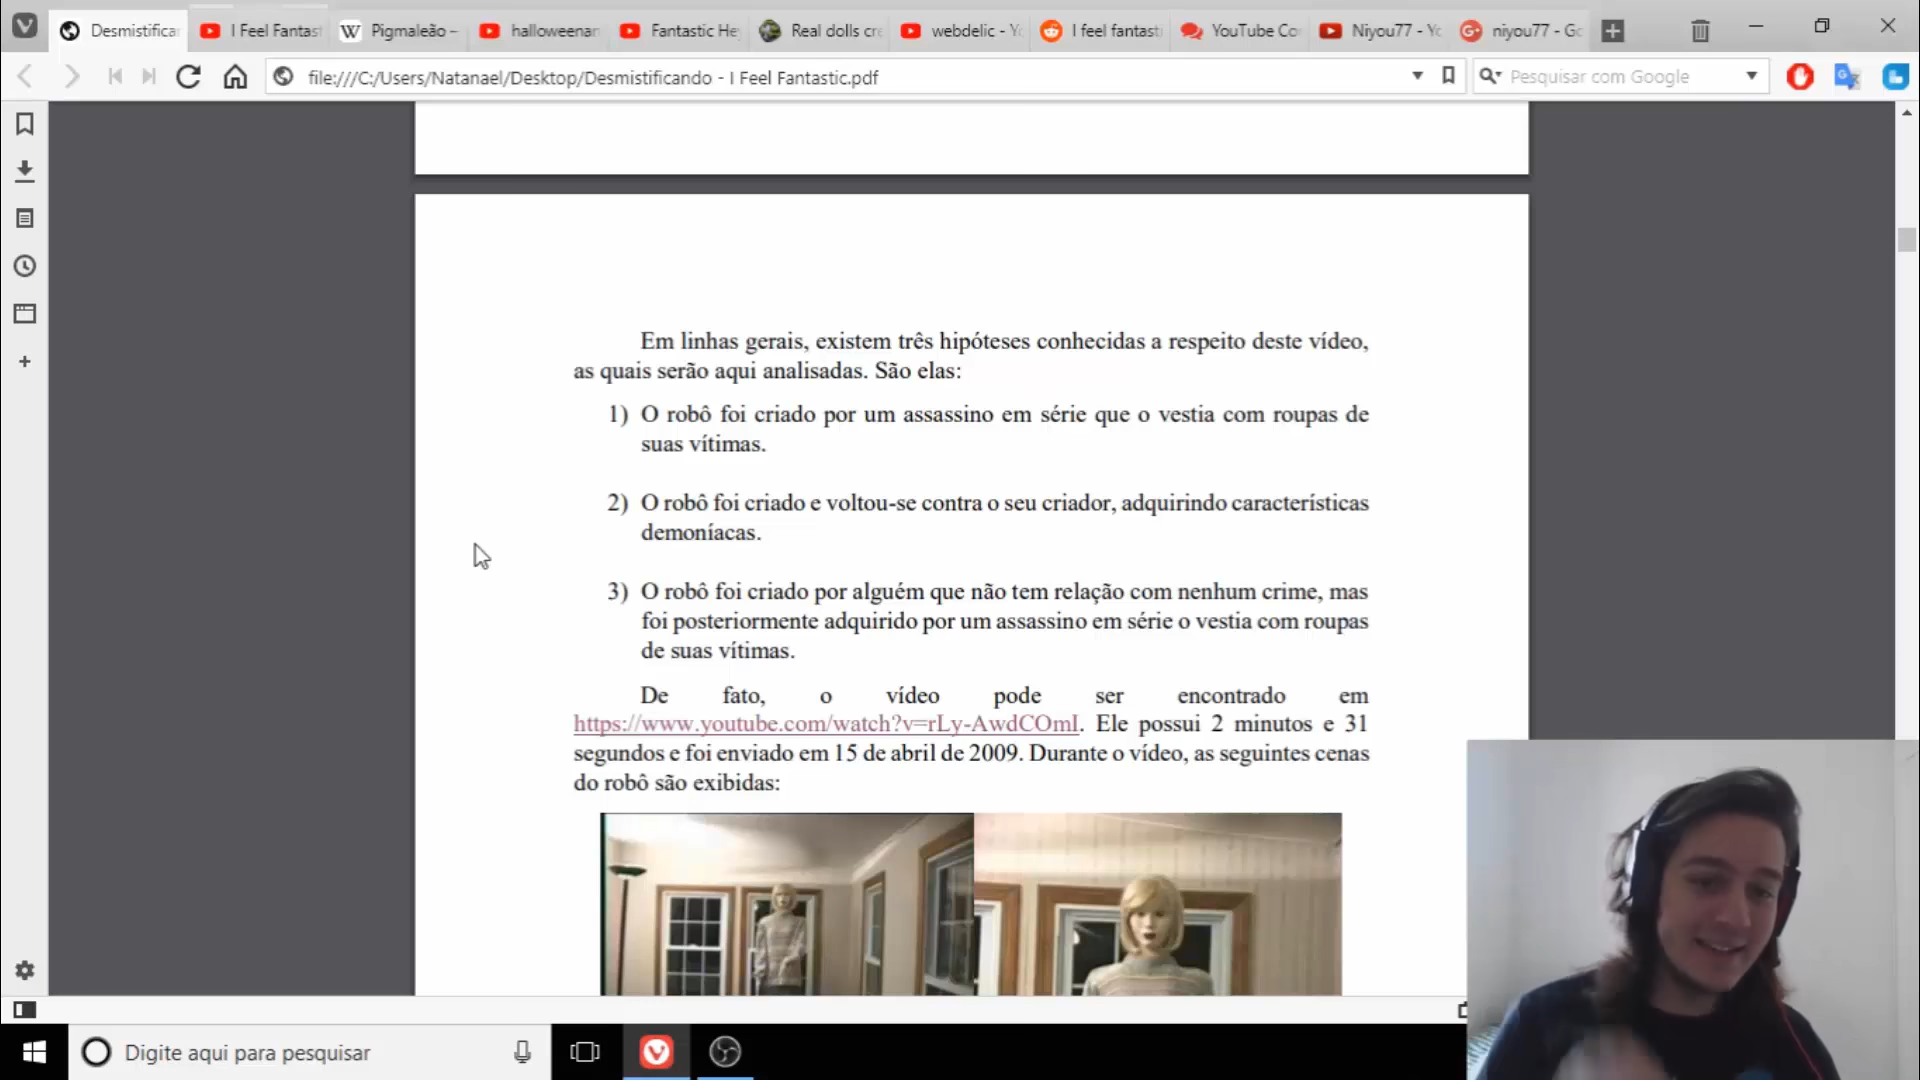 Desmistifica
I Feel Fantas
W Pigmaleão –
halloweenar
Fantastic He
Real dolls cr
webdelic - Y
I feel fantast
YouTube Co
Niyou77 - Yo
niyou77 - Go
file:///C:/Users/Natanael/Desktop/Desmistificando - I Feel Fantastic.pdf
Pesquisar com Google
Em linhas gerais, existem três hipóteses conhecidas a respeito deste vídeo,
as quais serão aqui analisadas. São elas:
1) O robô foi criado por um assassino em série que o vestia com roupas de
suas vítimas.
2) O robô foi criado e voltou-se contra o seu criador, adquirindo características
demoníacas.
3) O robô foi criado por alguém que não tem relação com nenhum crime, mas
foi posteriormente adquirido por um assassino em série o vestia com roupas
de suas vítimas.
De fato, o vídeo pode ser encontrado em
https://www.youtube.com/watch?v=rLy-AwdCOmI. Ele possui 2 minutos e 31
segundos e foi enviado em 15 de abril de 2009. Durante o vídeo, as seguintes cenas
do robô são exibidas:
Digite aqui para pesquisar